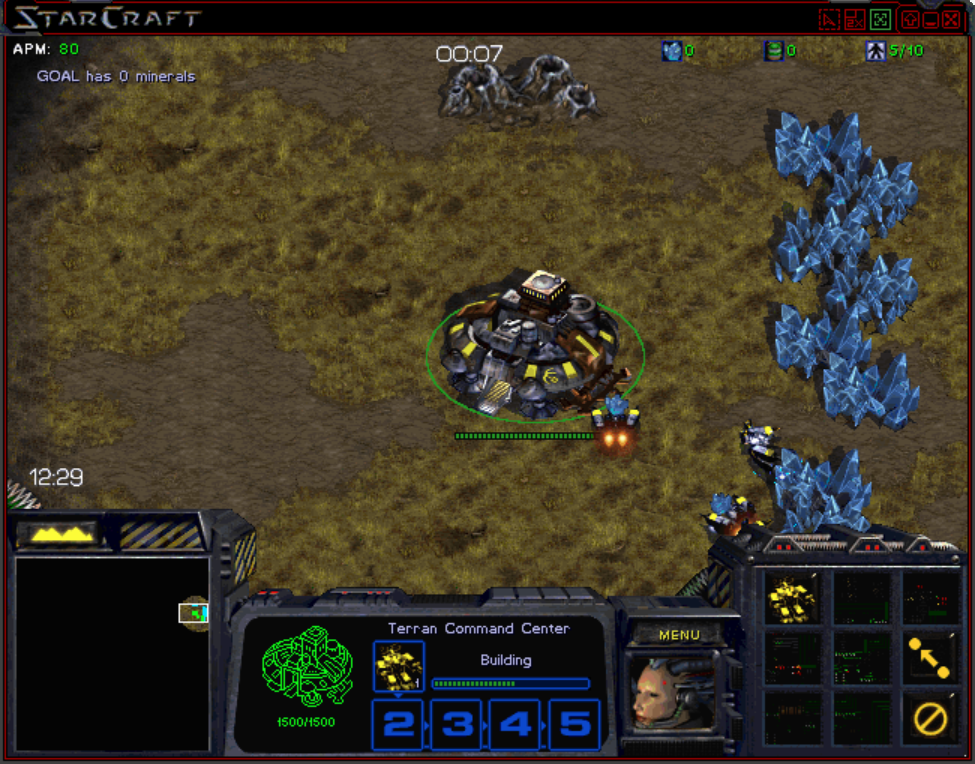 STARCRAFT
APM: 80
00:07
0
0
5/10
GOAL has 0 minerals
12:29
Terran Command Center
MENU
Building
1
1500/1500
2
3
4
5